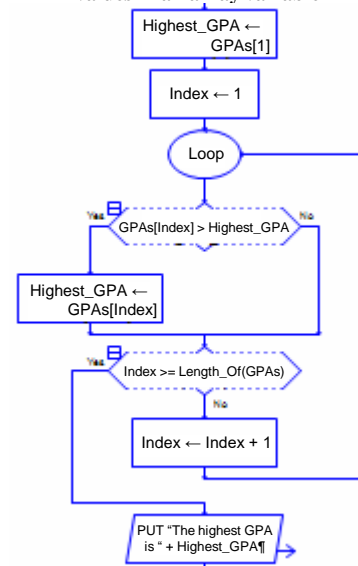 Highest_GPA ←
GPAs[1]
Index ← 1
Loop
Yes
No
GPAs[Index] > Highest_GPA
Highest_GPA ←
GPAs[Index]
Yes
Index >= Length_Of(GPAs)
No
Index ← Index + 1
PUT “The highest GPA
is “ + Highest_GPA¶